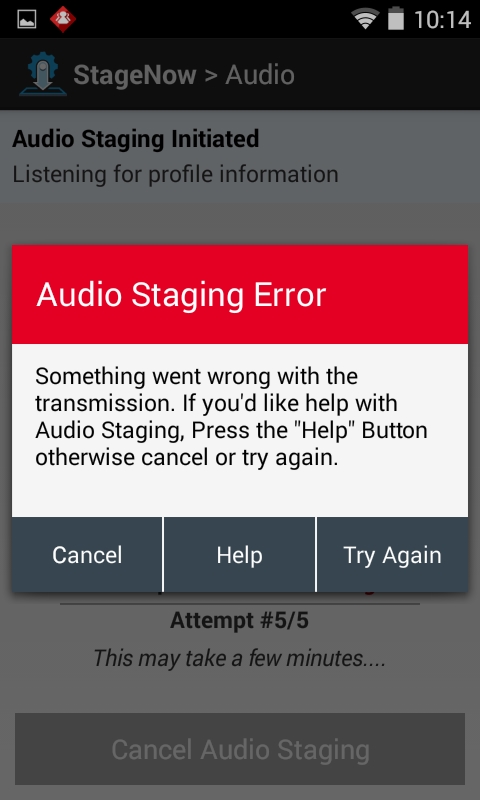 10:14
StageNow > Audio
Audio Staging Initiated
Listening for profile information
Audio Staging Error
Something went wrong with the
transmission. If you'd like help with
Audio Staging, Press the "Help" Button
otherwise cancel or try again.
Cancel
Help
Try Again
Attempt #5/5
This may take a few minutes....
Cancel Audio Staging